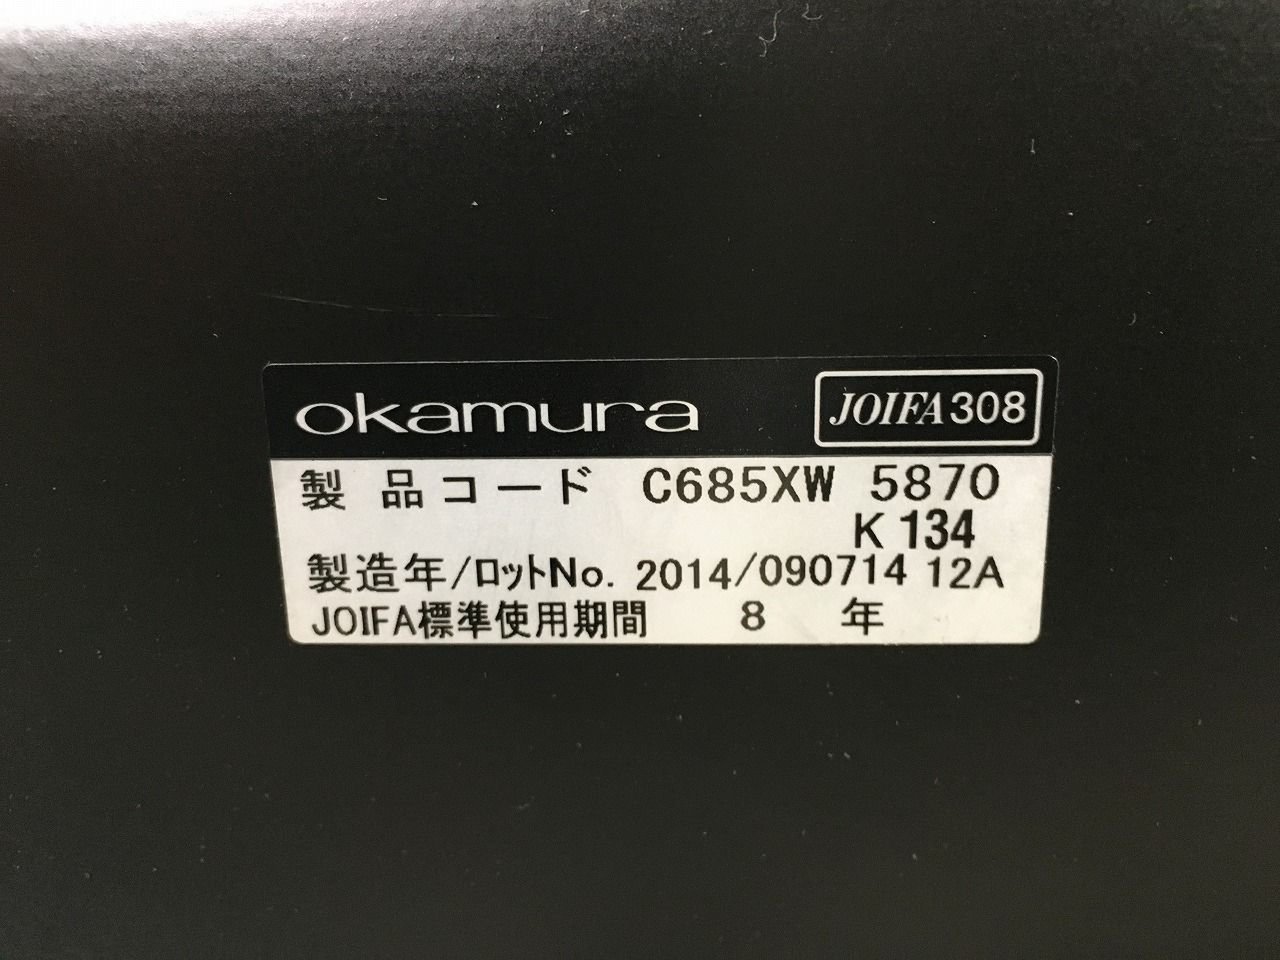 okamura JOIFA308
製品コード C685XW 5870
K 134
製造年/ロットNo. 2014/090714 12A
JOIFA標準使用期間 8 年